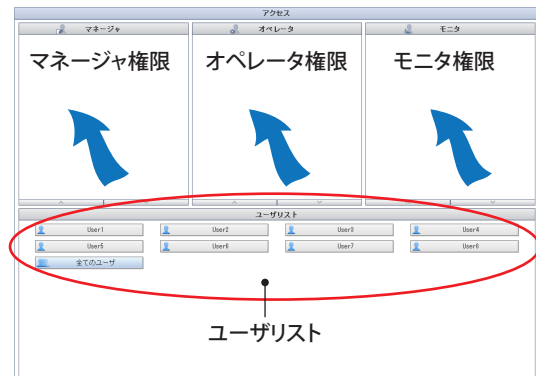 アクセス
マネージャ
オペレータ
モニタ
マネージャ権限
オペレータ権限
モニタ権限
ユーザリスト
User1
User2
User3
User4
User5
User6
User7
User8
全てのユーザ
ユーザリスト